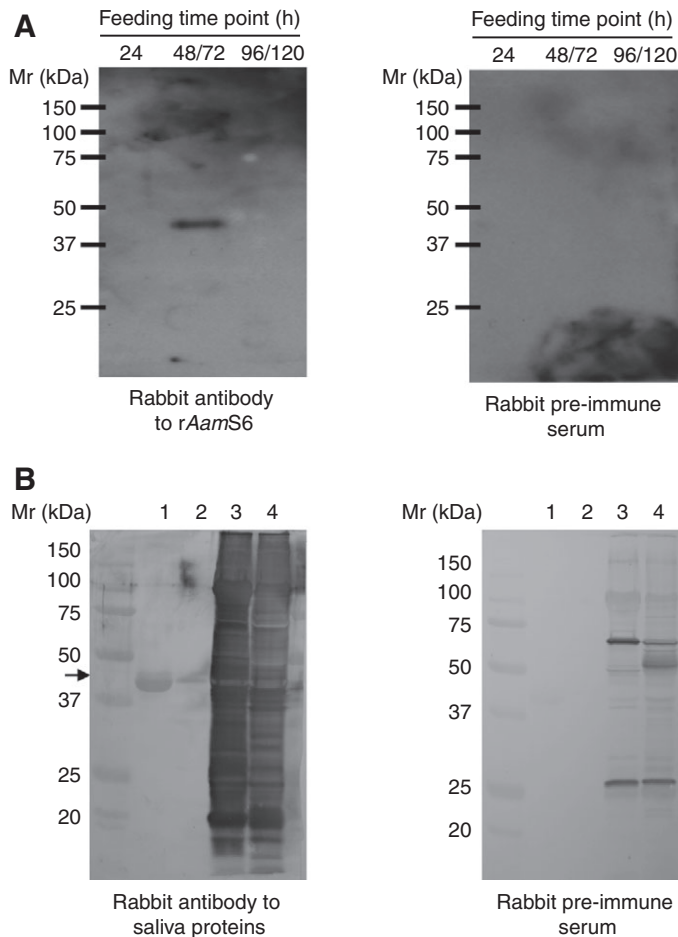 A
Feeding time point (h)
24 48/72 96/120
Mr (kDa)
150
100
75
50
37
25
Rabbit antibody
to rAamS6
Feeding time point (h)
24 48/72 96/120
Mr (kDa)
150
100
75
50
37
25
Rabbit pre-immune
serum
B
Mr (kDa) 1 2 3 4
150
100
75
50
37
25
20
Rabbit antibody to
saliva proteins
Mr (kDa) 1 2 3 4
150
100
75
50
37
25
20
Rabbit pre-immune
serum